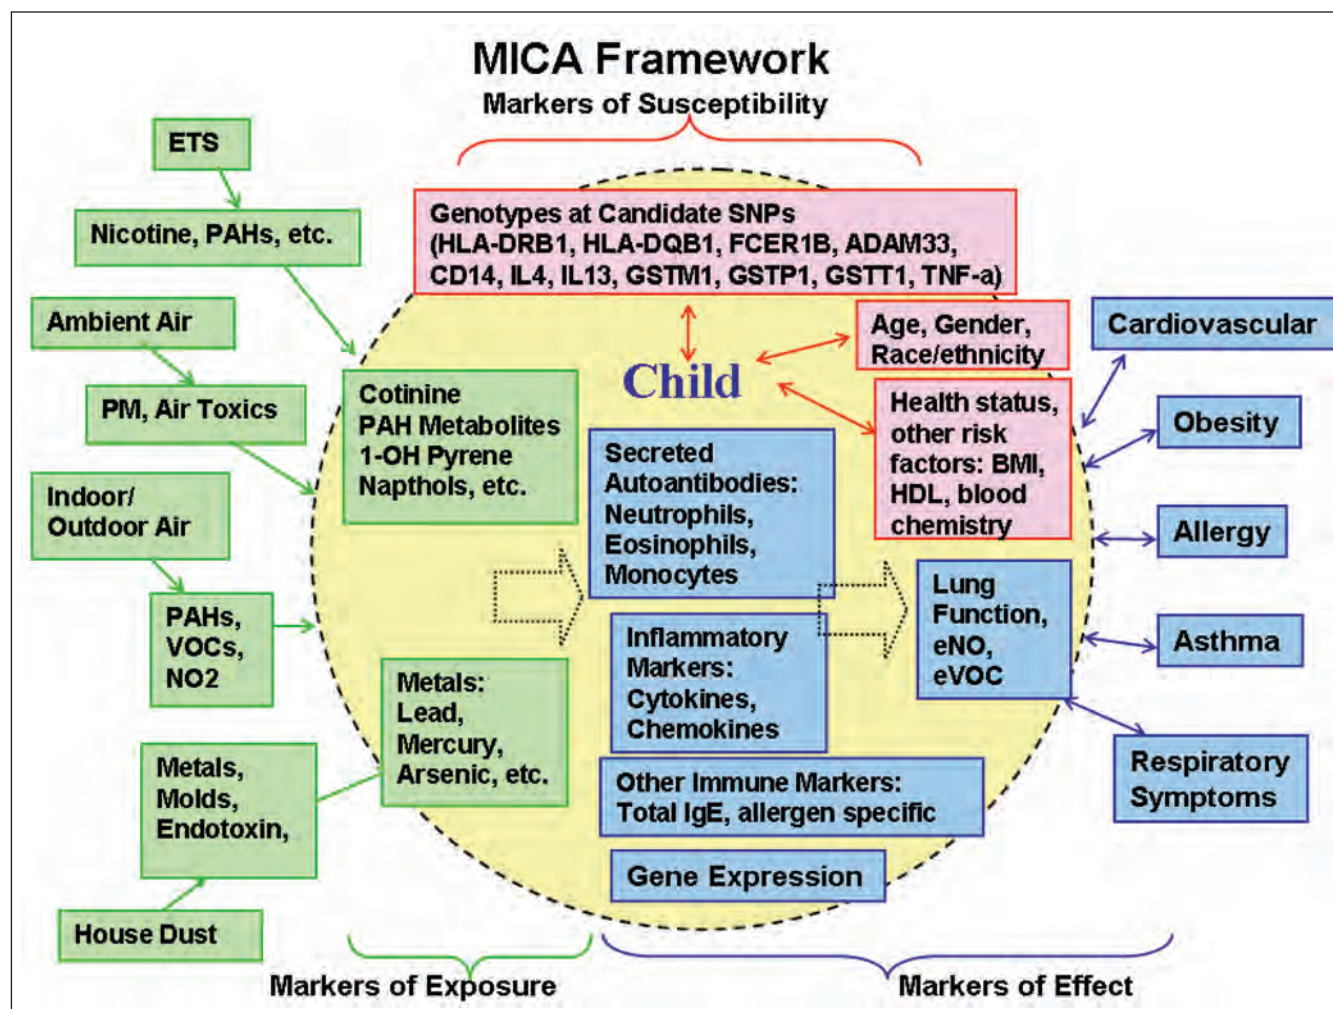 MICA Framework
Markers of Susceptibility
ETS
Nicotine, PAHs, etc.
Ambient Air
PM, Air Toxics
Indoor/
Outdoor Air
PAHs,
VOCs,
NO2
Metals,
Molds,
Endotoxin,
House Dust
Genotypes at Candidate SNPs
(HLA-DRB1, HLA-DQB1, FCER1B, ADAM33,
CD14, IL4, IL13, GSTM1, GSTP1, GSTT1, TNF-a)
Child
Age, Gender,
Race/ethnicity
Health status,
other risk
factors: BMI,
HDL, blood
chemistry
Cotinine
PAH Metabolites
1-OH Pyrene
Napthols, etc.
Metals:
Lead,
Mercury,
Arsenic, etc.
Secreted
Autoantibodies:
Neutrophils,
Eosinophils,
Monocytes
Inflammatory
Markers:
Cytokines,
Chemokines
Other Immune Markers:
Total IgE, allergen specific
Gene Expression
Lung
Function,
eNO,
eVOC
Cardiovascular
Obesity
Allergy
Asthma
Respiratory
Symptoms
Markers of Exposure
Markers of Effect